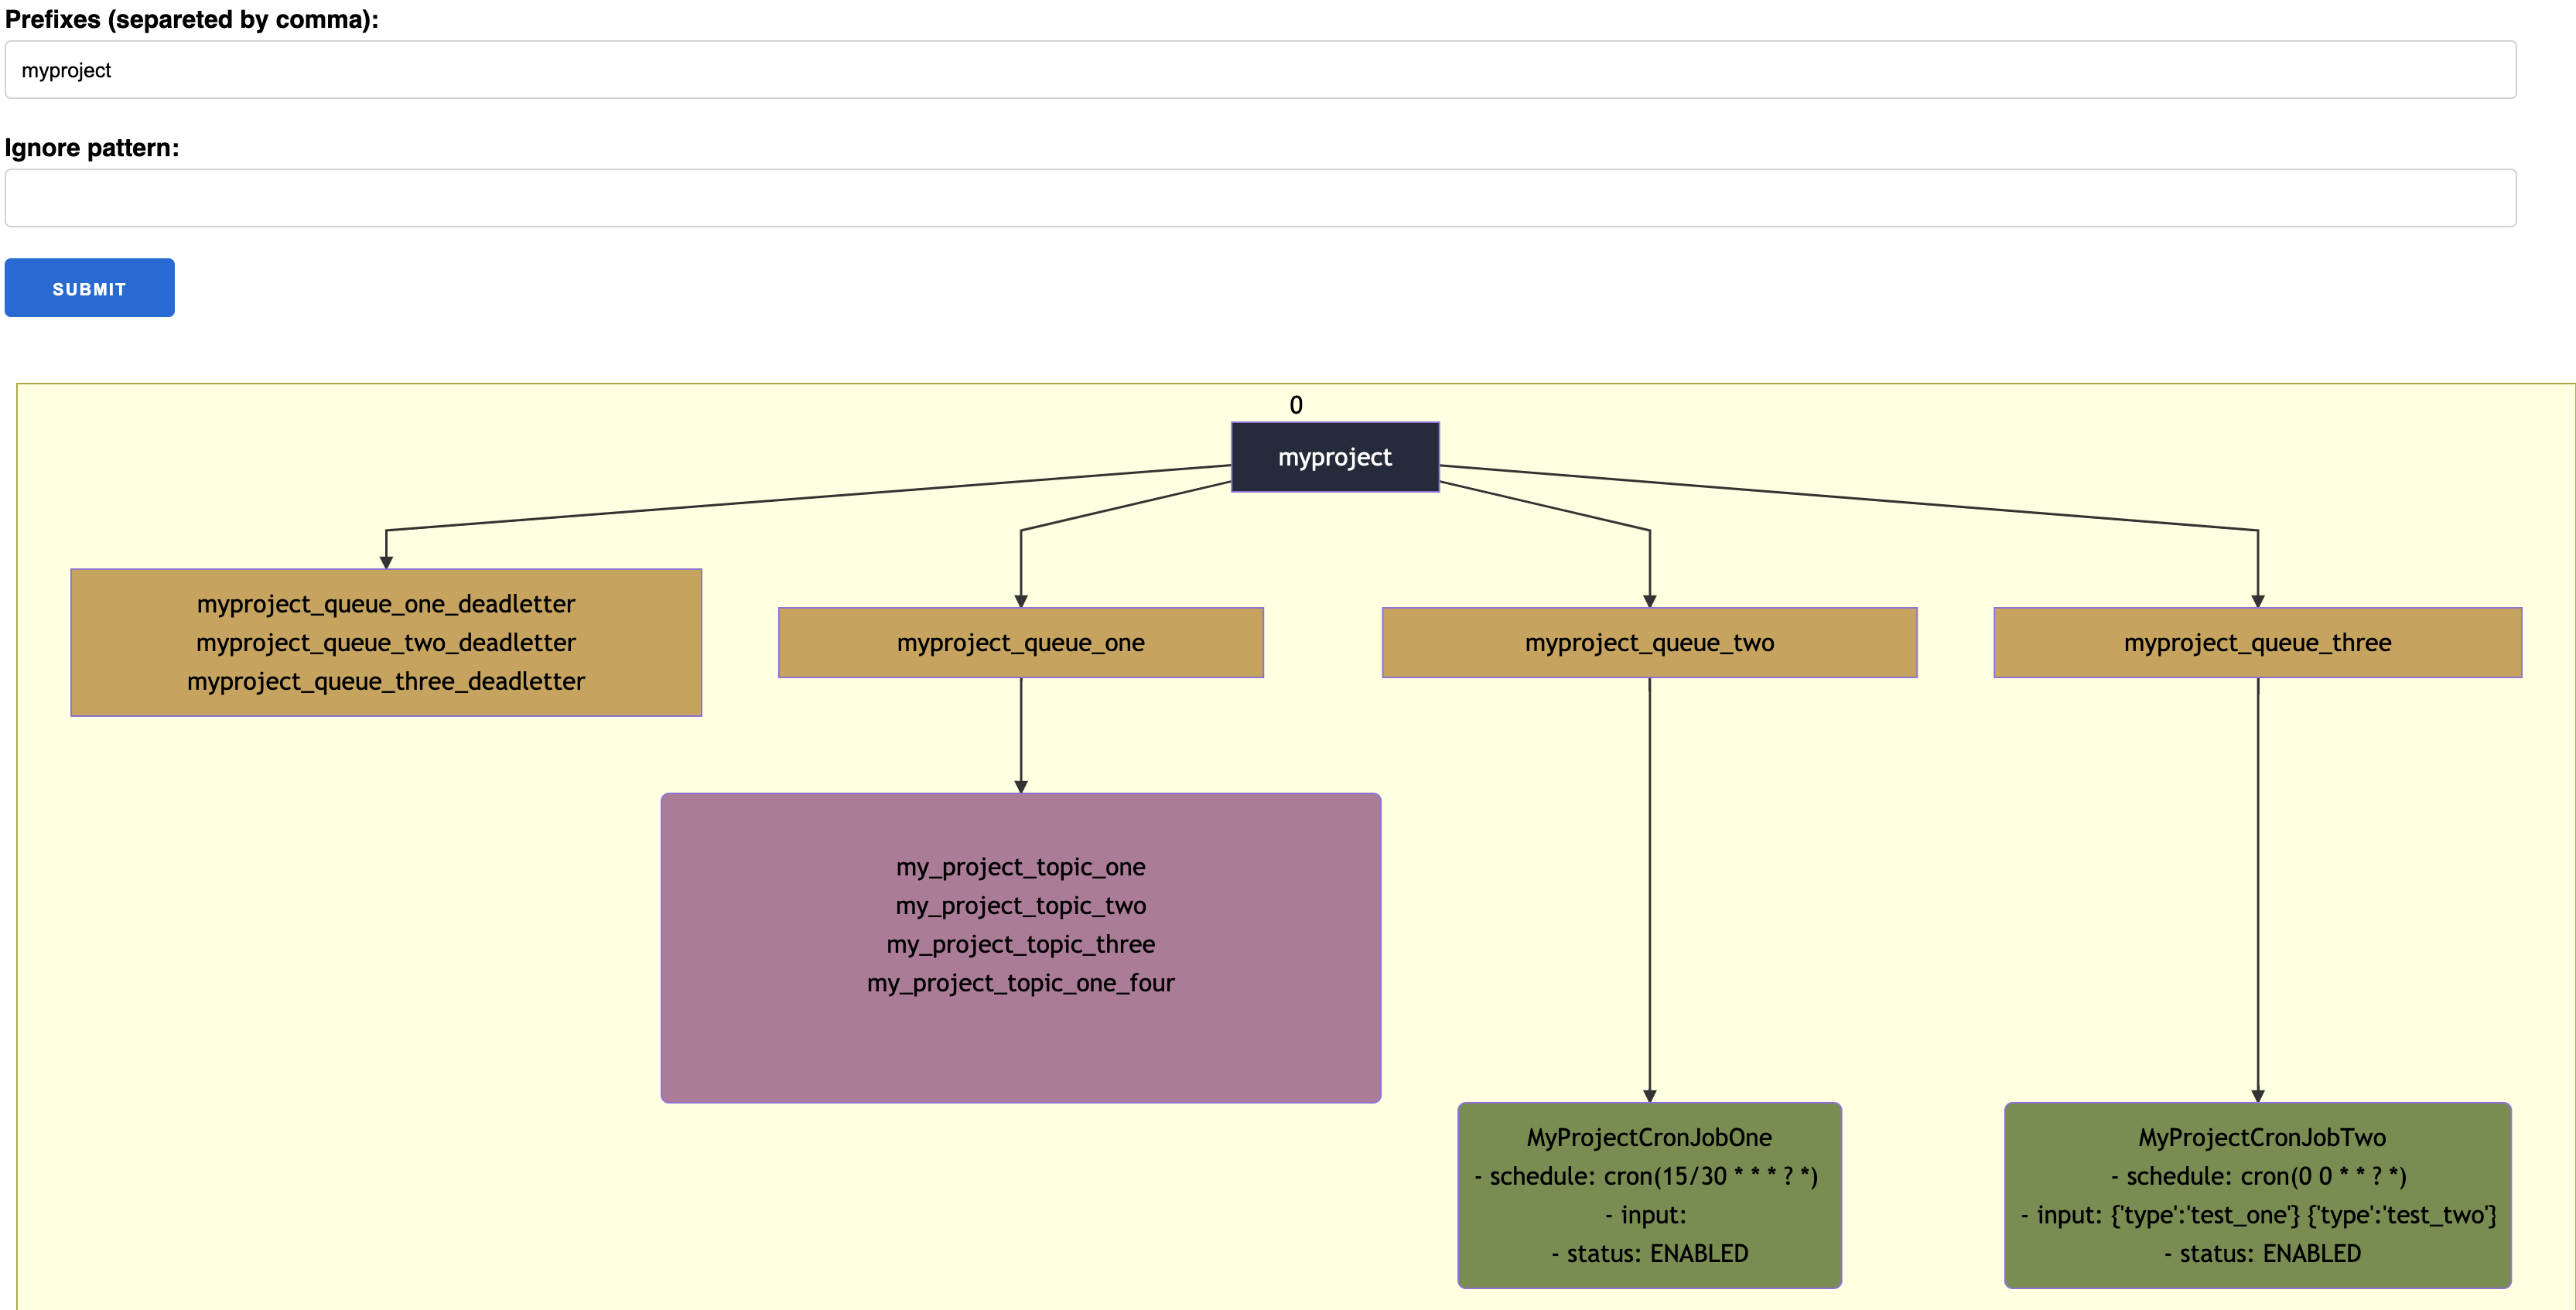 Prefixes (separeted by comma):
myproject
Ignore pattern:
SUBMIT
0
myproject
myproject_queue_one_deadletter
myproject_queue_two_deadletter
myproject_queue_three_deadletter
myproject_queue_one
myproject_queue_two
myproject_queue_three
my_project_topic_one
my_project_topic_two
my_project_topic_three
my_project_topic_one_four
MyProjectCronJobOne
- schedule: cron(15/30 * * * ? *)
- input:
- status: ENABLED
MyProjectCronJobTwo
- schedule: cron(0 0 * * ? *)
- input: {'type':'test_one'} {'type':'test_two'}
- status: ENABLED